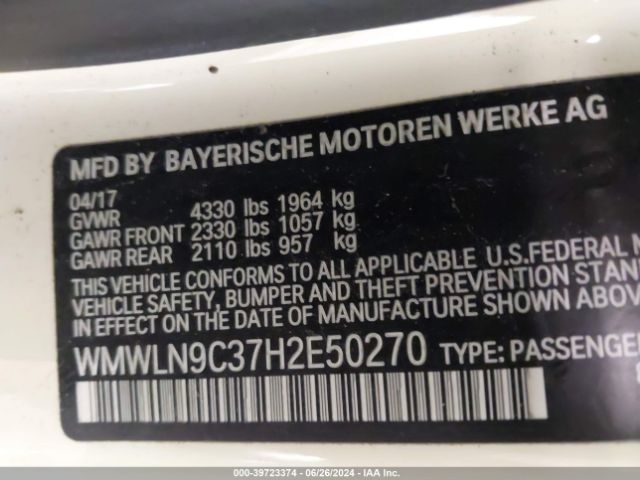 MFD BY BAYERISCHE MOTOREN WERKE AG
04/17
GVWR 4330 lbs 1964 kg
GAWR FRONT 2330 lbs 1057 kg
GAWR REAR 2110 lbs 957 kg
THIS VEHICLE CONFORMS TO ALL APPLICABLE U.S.FEDERAL
VEHICLE SAFETY, BUMPER AND THEFT PREVENTION
IN EFFECT ON THE DATE OF MANUFACTURE SHOWN
WMWLN9C37H2E50270 TYPE:
000-39723374 | 06/26/2024 - IAA Inc.